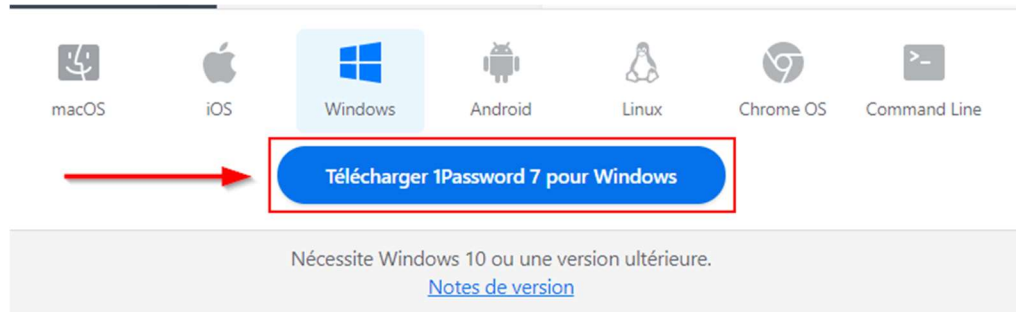 macOS iOS Windows Android Linux Chrome OS Command Line
Télécharger 1Password 7 pour Windows
Nécessite Windows 10 ou une version ultérieure.
Notes de version